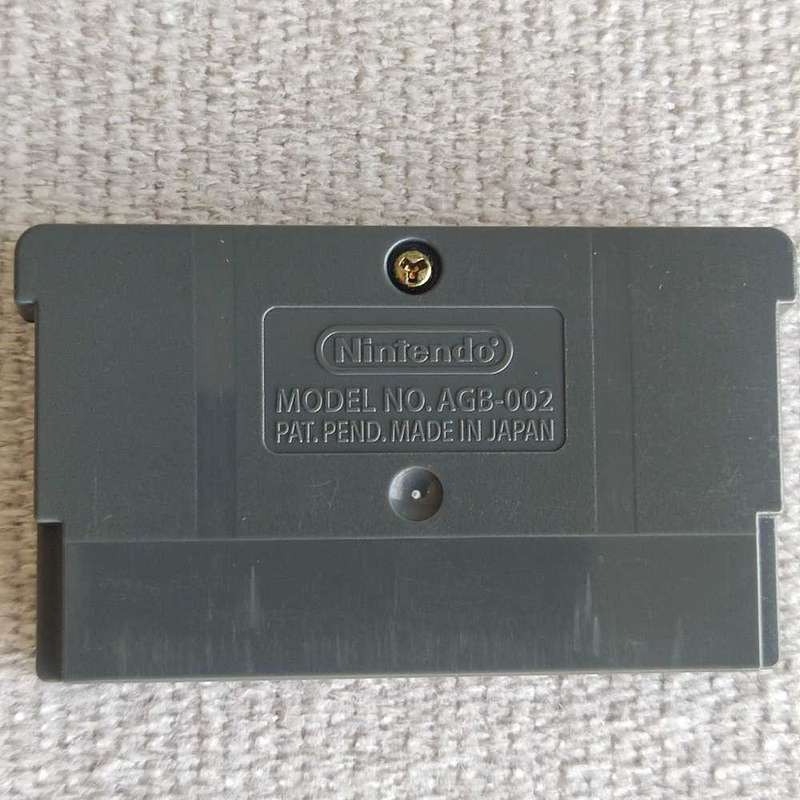 Nintendo
MODEL NO. AGB-002
PAT. PEND. MADE IN JAPAN